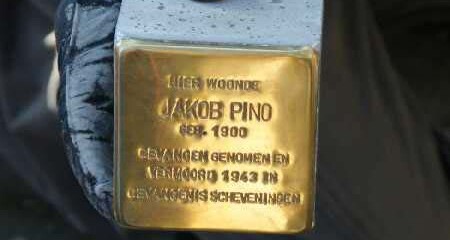 HIER WOONDE
JAKOB PINO
GEB. 1900
GEVANGEN GENOMEN EN
VERMOORD 1943 IN
GEVANGENIS SCHEVENINGEN